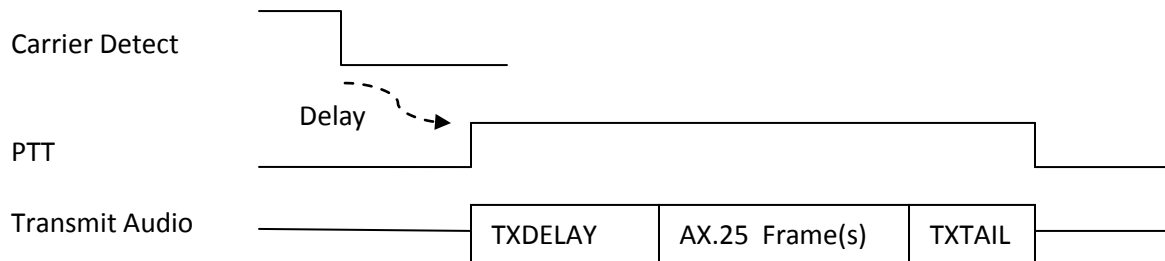 Carrier Detect
Delay
PTT
Transmit Audio
TXDELAY
AX.25 Frame(s)
TXTAIL